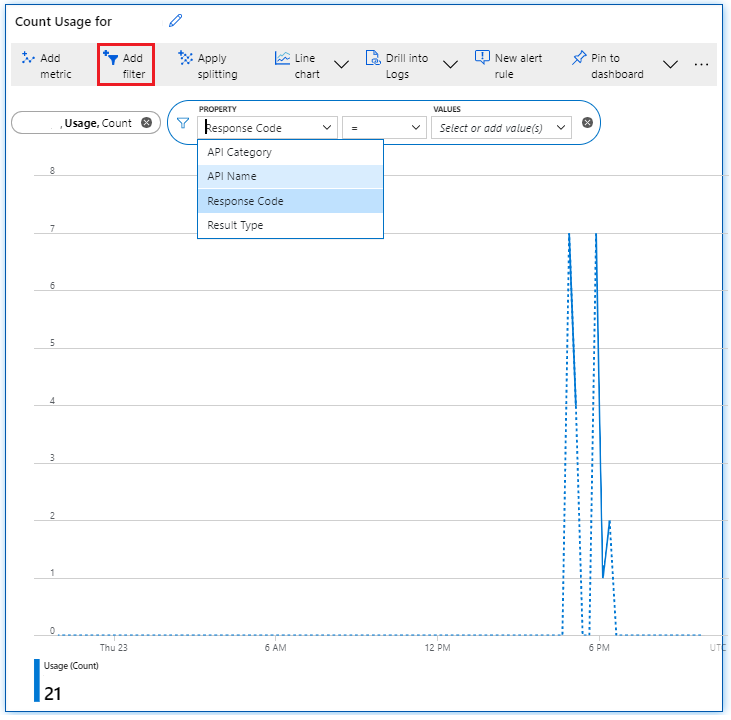 Count Usage for
Add metric
Add filter
Apply splitting
Line chart
Drill into Logs
New alert rule
Pin to dashboard
...
, Usage, Count
PROPERTY
VALUES
Response Code
=
Select or add value(s)
API Category
API Name
Response Code
Result Type
8
7
6
5
4
3
2
1
0
Thu 23
6 AM
12 PM
6 PM
UTC
Usage (Count)
21